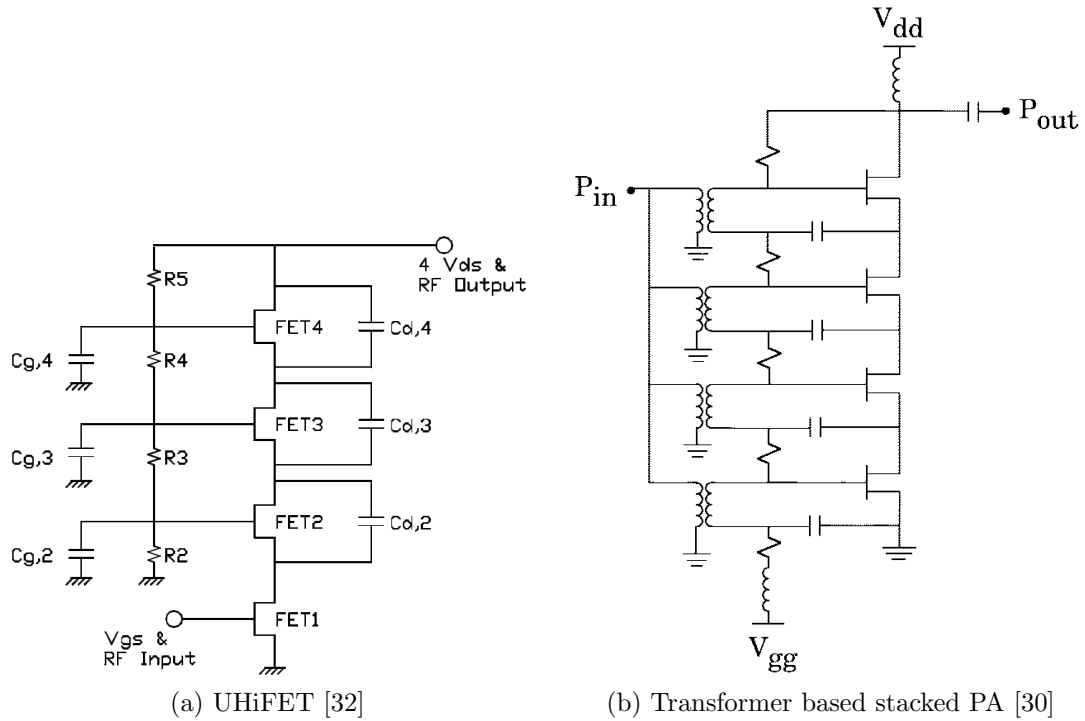 4 Vds &
RF Output
R5
FET4
Cd,4
Cg,4
R4
FET3
Cd,3
Cg,3
R3
FET2
Cd,2
Cg,2
R2
FET1
Vgs &
RF Input
(a) UHiFET [32]
Vdd
Pout
Pin
Vgg
(b) Transformer based stacked PA [30]